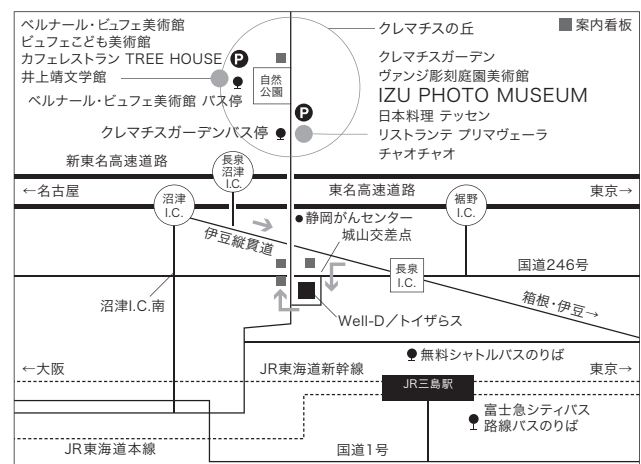 ベルナール・ビュフェ美術館
ビュフェこども美術館
カフェレストラン TREE HOUSE
井上靖文学館
P
ベルナール・ビュフェ美術館 バス停
自然
公園
クレマチスの丘
案内看板
クレマチスガーデン
ヴァンジ彫刻庭園美術館
IZU PHOTO MUSEUM
日本料理 テッセン
リストランテ プリマヴェーラ
チャオチャオ
P
クレマチスガーデンバス停
新東名高速道路
長泉
沼津
I.C.
←名古屋
沼津
I.C.
東名高速道路
裾野
I.C.
東京→
静岡がんセンター
城山交差点
伊豆縦貫道
長泉
I.C.
国道246号
沼津I.C.南
箱根・伊豆→
Well-D／トイザらス
無料シャトルバスのりば
←大阪
JR東海道新幹線
東京→
JR三島駅
富士急シティバス
路線バスのりば
JR東海道本線
国道1号